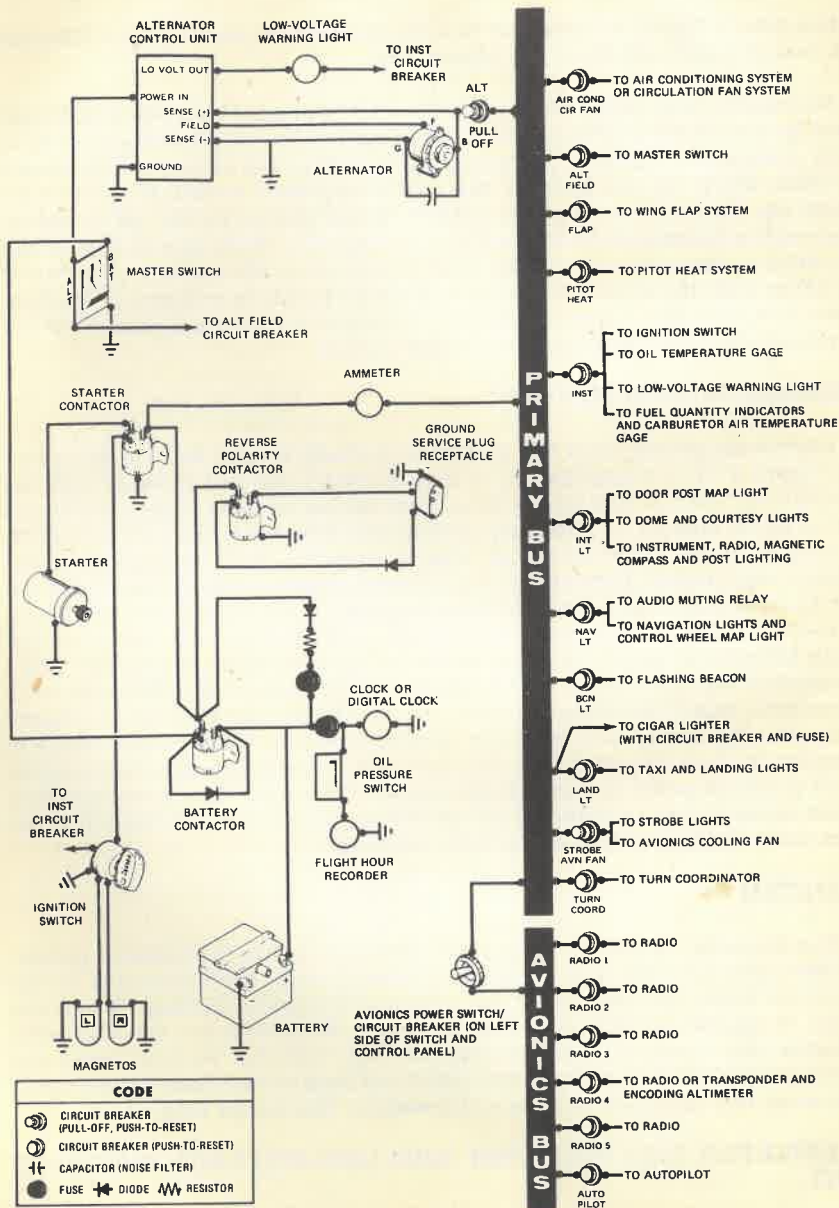 ALTERNATOR
CONTROL UNIT
LOW-VOLTAGE
WARNING LIGHT
TO INST
CIRCUIT
BREAKER
LO VOLT OUT
POWER IN
SENSE (+)
FIELD
SENSE (-)
GROUND
ALT
PULL
OFF
F
G
B
ALTERNATOR
BAT
ALT
MASTER SWITCH
TO ALT FIELD
CIRCUIT BREAKER
STARTER
CONTACTOR
AMMETER
REVERSE
POLARITY
CONTACTOR
GROUND
SERVICE PLUG
RECEPTACLE
+
STARTER
CLOCK OR
DIGITAL CLOCK
OIL
PRESSURE
SWITCH
BATTERY
CONTACTOR
FLIGHT HOUR
RECORDER
TO
INST
CIRCUIT
BREAKER
IGNITION
SWITCH
L
R
MAGNETOS
- +
BATTERY
AVIONICS POWER SWITCH/
CIRCUIT BREAKER (ON LEFT
SIDE OF SWITCH AND
CONTROL PANEL)
PRIMARY BUS
AIR COND
CIR FAN
TO AIR CONDITIONING SYSTEM
OR CIRCULATION FAN SYSTEM
ALT
FIELD
TO MASTER SWITCH
FLAP
TO WING FLAP SYSTEM
PITOT
HEAT
TO PITOT HEAT SYSTEM
INST
TO IGNITION SWITCH
TO OIL TEMPERATURE GAGE
TO LOW-VOLTAGE WARNING LIGHT
TO FUEL QUANTITY INDICATORS
AND CARBURETOR AIR TEMPERATURE
GAGE
INT
LT
TO DOOR POST MAP LIGHT
TO DOME AND COURTESY LIGHTS
TO INSTRUMENT, RADIO, MAGNETIC
COMPASS AND POST LIGHTING
NAV
LT
TO AUDIO MUTING RELAY
TO NAVIGATION LIGHTS AND
CONTROL WHEEL MAP LIGHT
BCN
LT
TO FLASHING BEACON
TO CIGAR LIGHTER
(WITH CIRCUIT BREAKER AND FUSE)
LAND
LT
TO TAXI AND LANDING LIGHTS
STROBE
AVN FAN
TO STROBE LIGHTS
TO AVIONICS COOLING FAN
TURN
COORD
TO TURN COORDINATOR
AVIONICS BUS
RADIO 1
TO RADIO
RADIO 2
TO RADIO
RADIO 3
TO RADIO
RADIO 4
TO RADIO OR TRANSPONDER AND
ENCODING ALTIMETER
RADIO 5
TO RADIO
AUTO
PILOT
TO AUTOPILOT
CODE
CIRCUIT BREAKER
(PULL-OFF, PUSH-TO-RESET)
CIRCUIT BREAKER (PUSH-TO-RESET)
CAPACITOR (NOISE FILTER)
FUSE DIODE RESISTOR